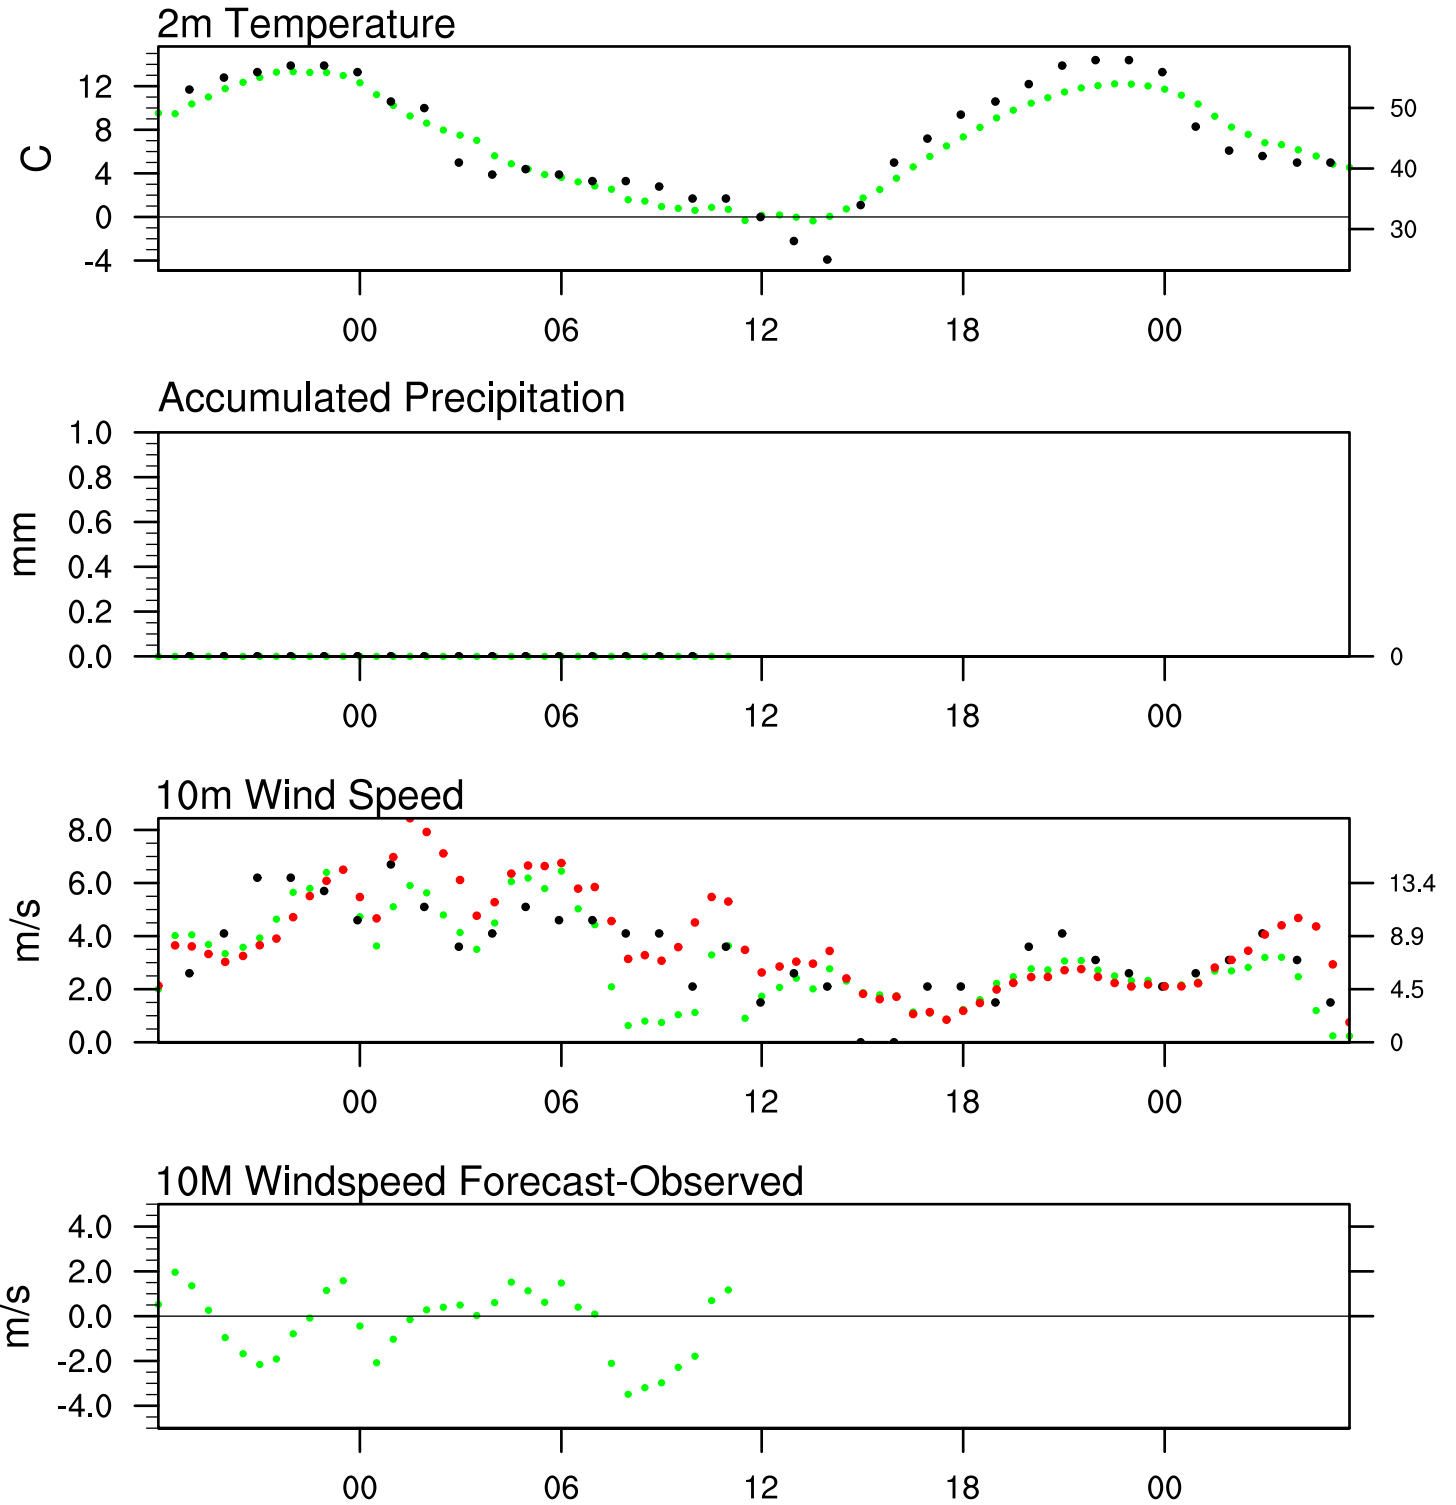 2m Temperature
12
8
4
0
-4
C
50
40
30
00 06 12 18 00
Accumulated Precipitation
1.0
0.8
0.6
0.4
0.2
0.0
mm
0
00 06 12 18 00
10m Wind Speed
8.0
6.0
4.0
2.0
0.0
m/s
13.4
8.9
4.5
0
00 06 12 18 00
10M Windspeed Forecast-Observed
4.0
2.0
0.0
-2.0
-4.0
m/s
00 06 12 18 00